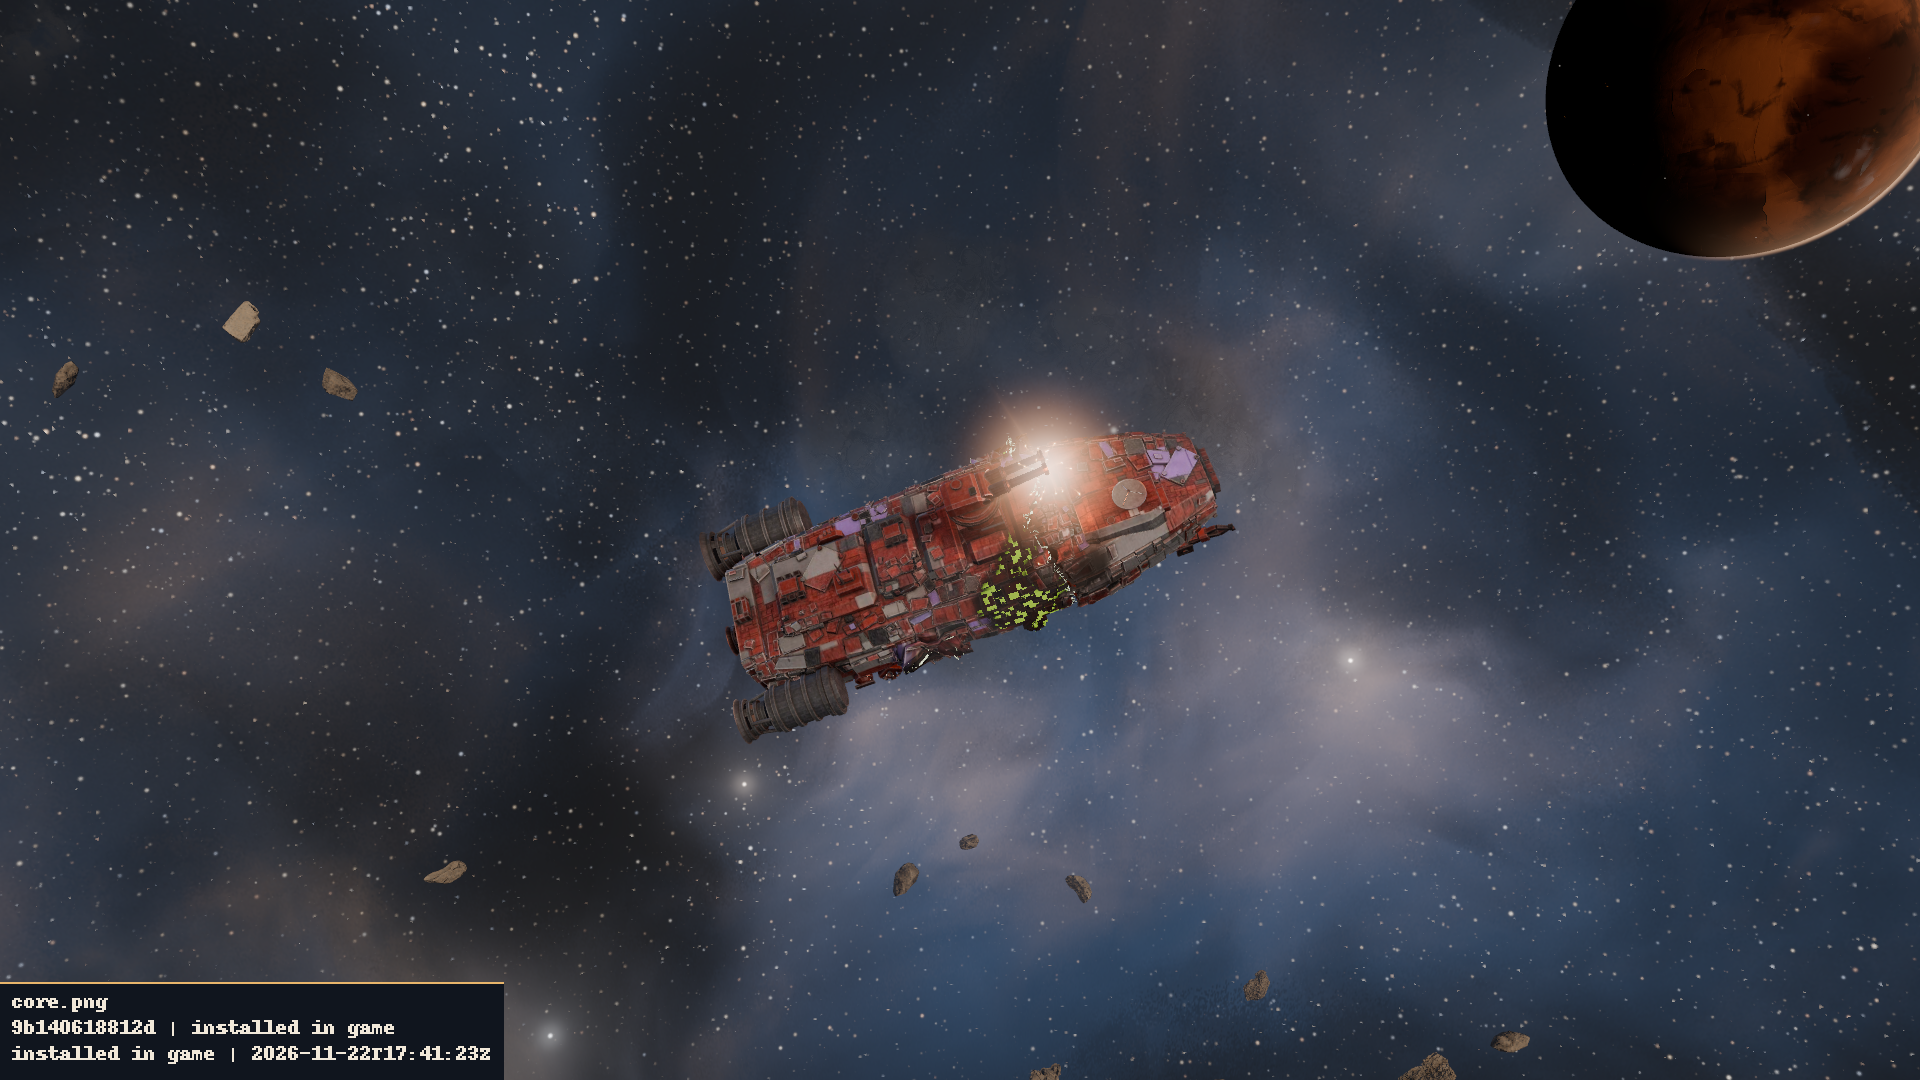 core.png
9b140618812d | installed in game
installed in game | 2026-11-22T17:41:23Z